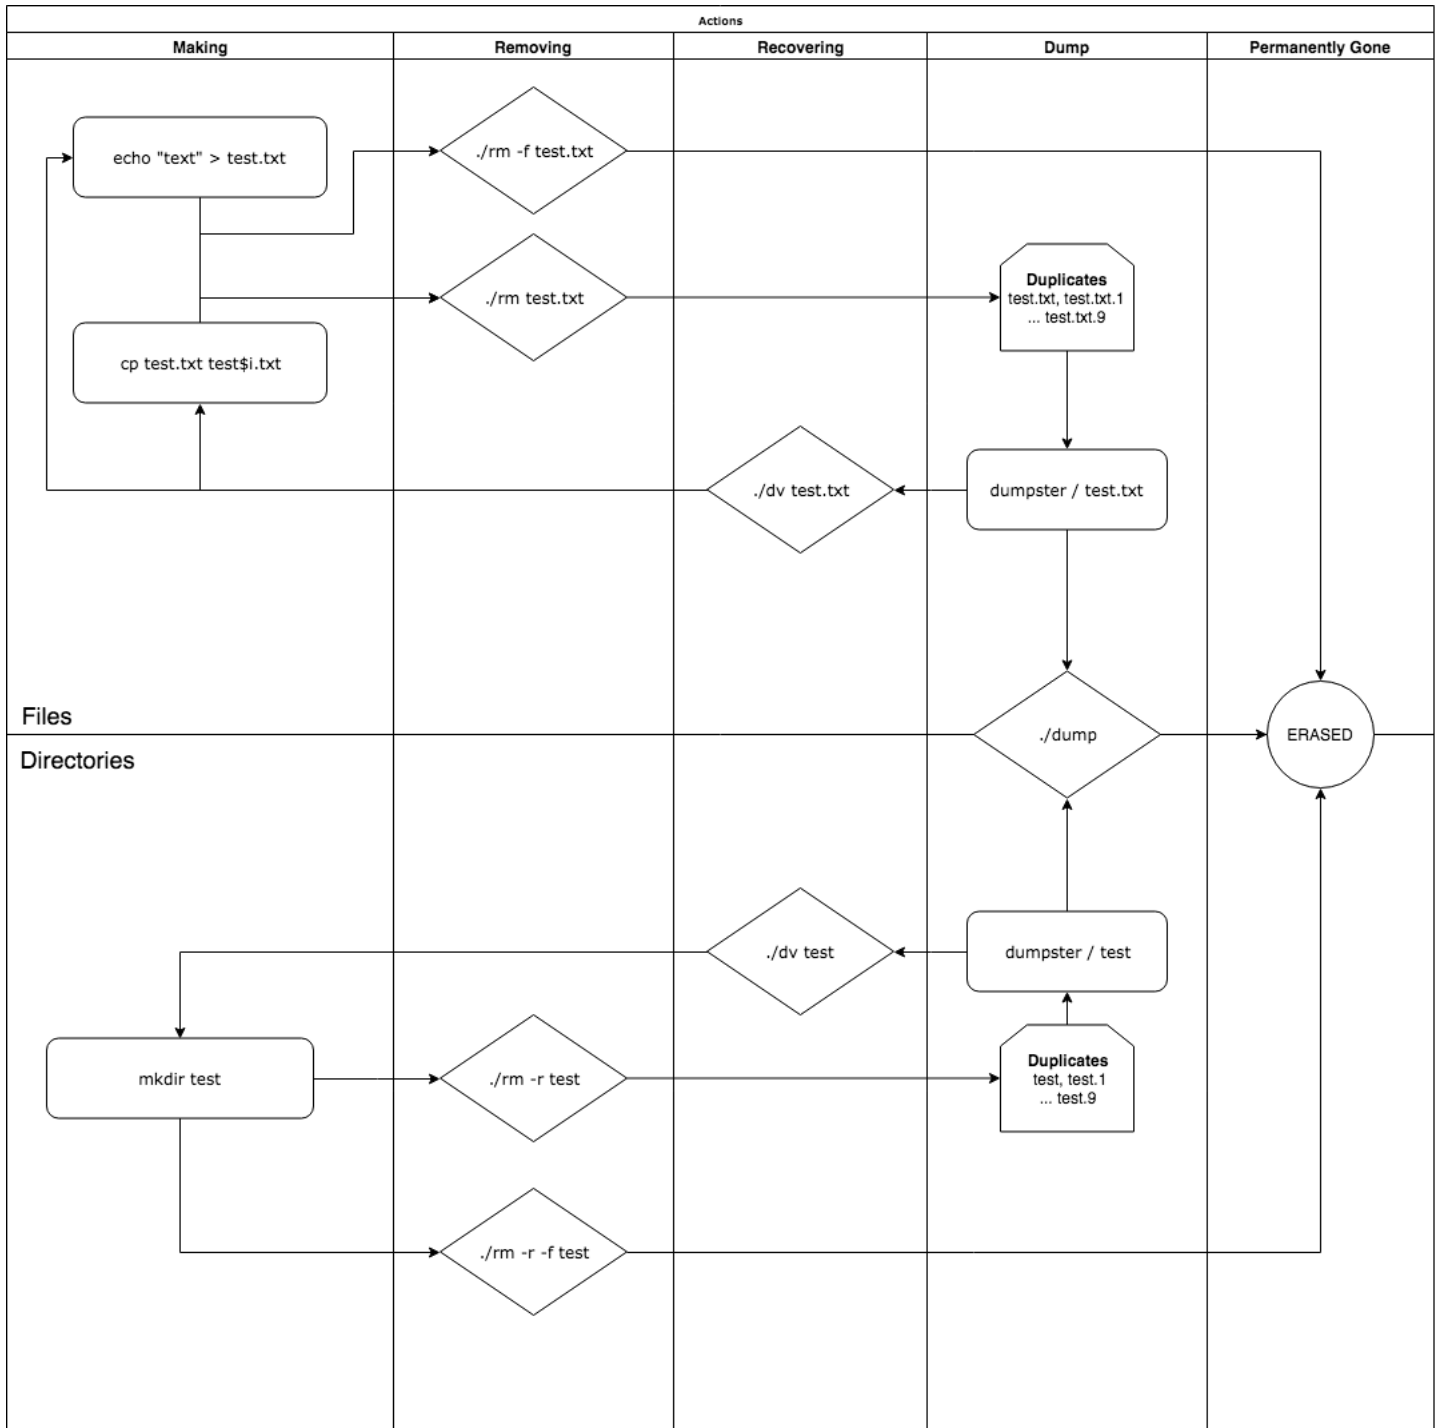 Actions
Making
Removing
Recovering
Dump
Permanently Gone
echo "text" > test.txt
./rm -f test.txt
./rm test.txt
Duplicates
test.txt, test.txt.1
... test.txt.9
cp test.txt test$i.txt
./dv test.txt
dumpster / test.txt
Files
./dump
ERASED
Directories
./dv test
dumpster / test
mkdir test
./rm -r test
Duplicates
test, test.1
... test.9
./rm -r -f test